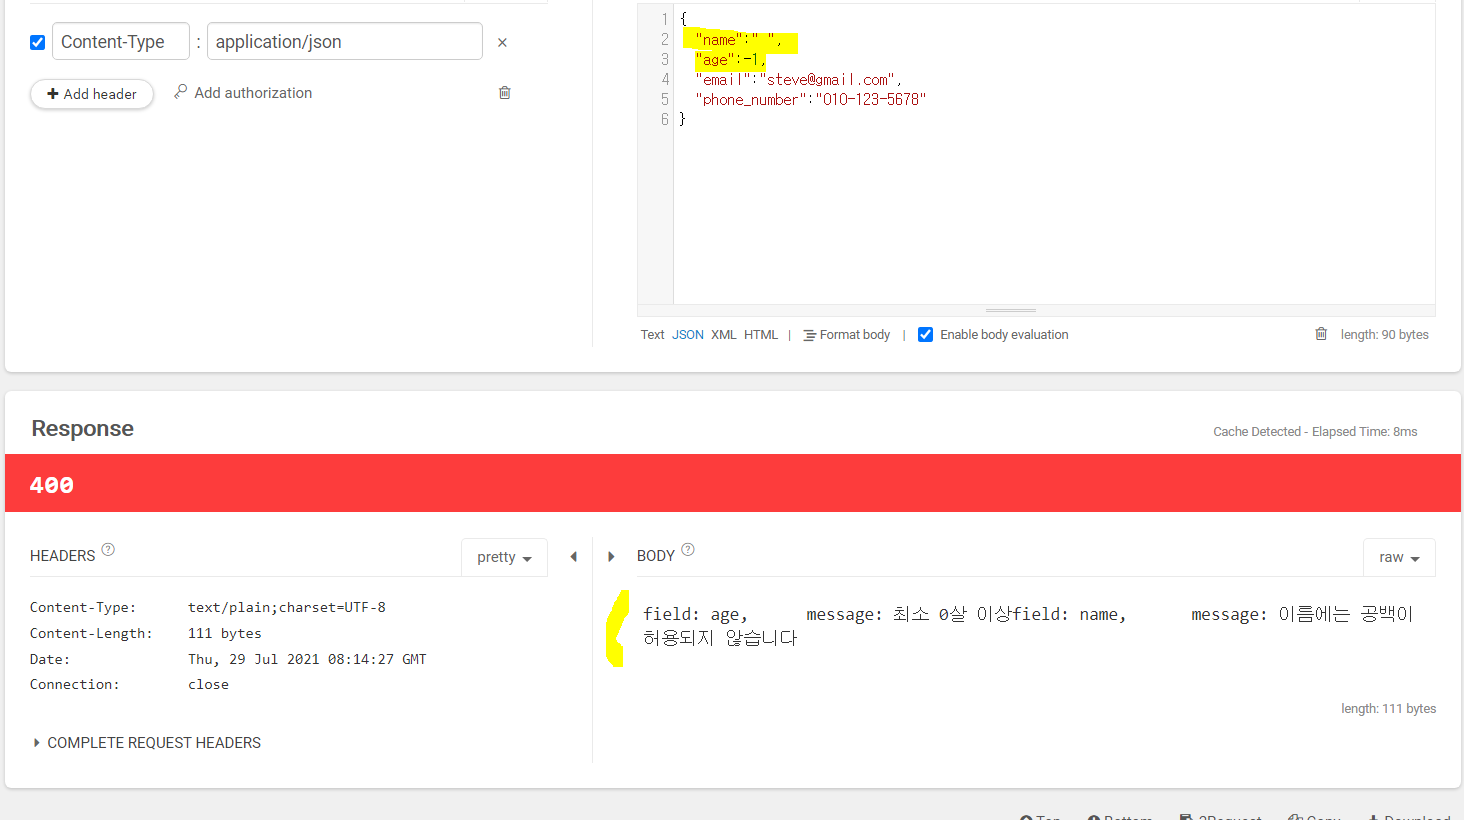 Content-Type : application/json ×
+ Add header Add authorization
1 {
2 "name":" ",
3 "age":-1,
4 "email":"steve@gmail.com",
5 "phone_number":"010-123-5678"
6 }
Text JSON XML HTML | Format body | Enable body evaluation length: 90 bytes
Response
Cache Detected - Elapsed Time: 8ms
400
HEADERS ? pretty
BODY ? raw
Content-Type: text/plain;charset=UTF-8
Content-Length: 111 bytes
Date: Thu, 29 Jul 2021 08:14:27 GMT
Connection: close
COMPLETE REQUEST HEADERS
field: age, message: 최소 0살 이상field: name, message: 이름에는 공백이
허용되지 않습니다
length: 111 bytes
Top Bottom 2Request Copy Download